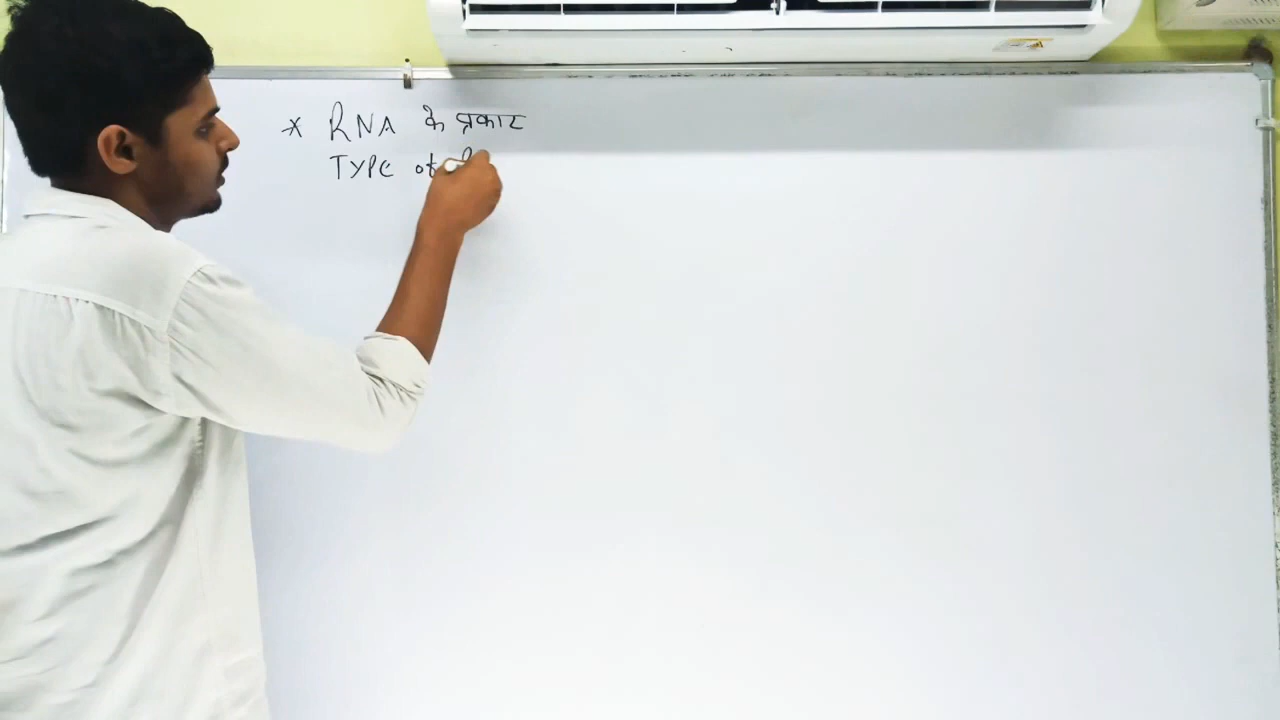 * RNA के प्रकार
TYPE of